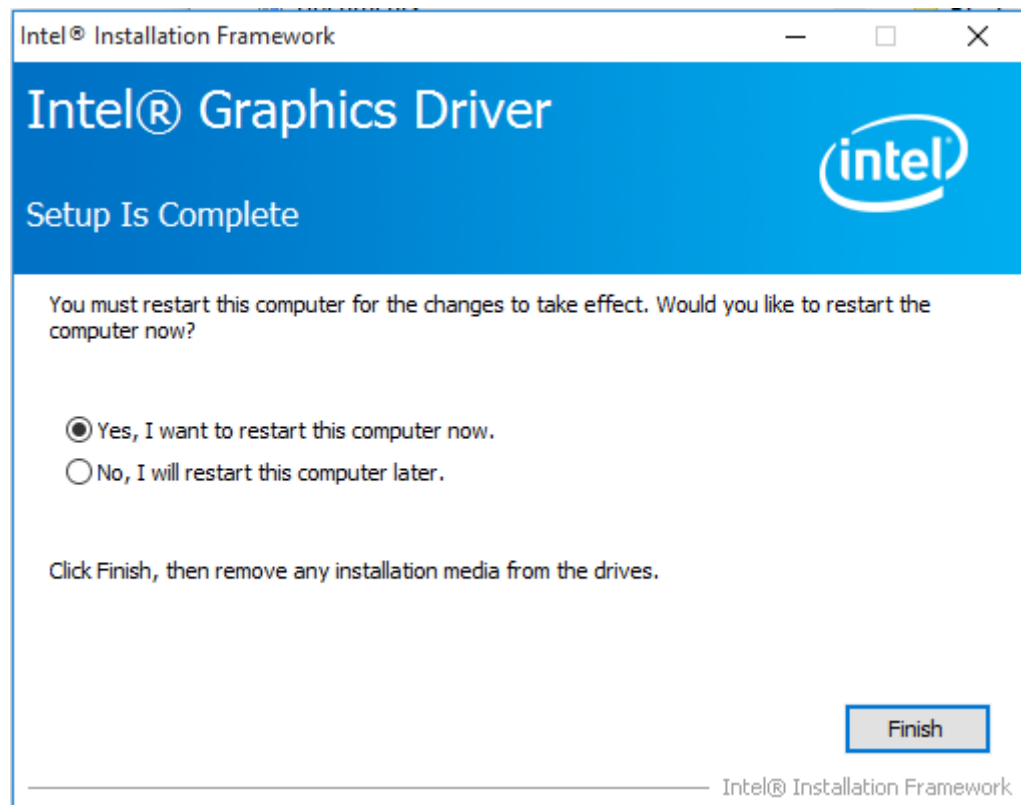 Intel® Installation Framework
Intel® Graphics Driver
intel
Setup Is Complete
You must restart this computer for the changes to take effect. Would you like to restart the
computer now?
Yes, I want to restart this computer now.
No, I will restart this computer later.
Click Finish, then remove any installation media from the drives.
Finish
Intel® Installation Framework